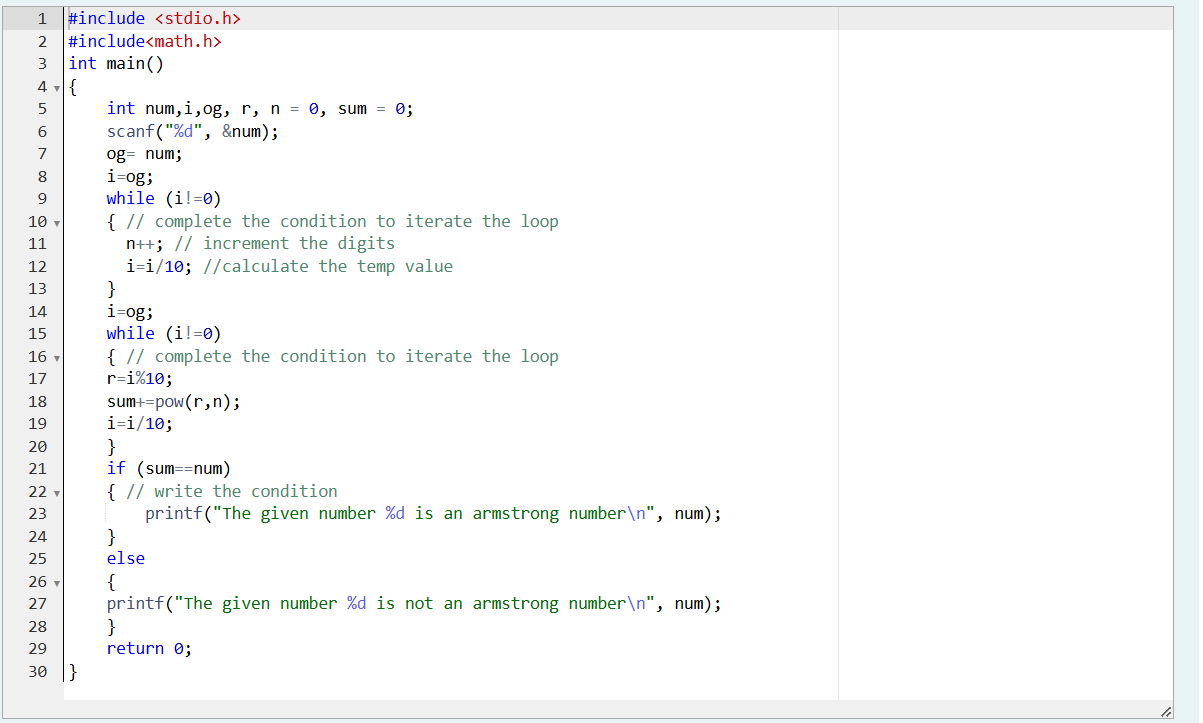 1 #include <stdio.h>
2 #include<math.h>
3 int main()
4 {
5 int num,i,og, r, n = 0, sum = 0;
6 scanf("%d", &num);
7 og= num;
8 i=og;
9 while (i!=0)
10 { // complete the condition to iterate the loop
11 n++; // increment the digits
12 i=i/10; //calculate the temp value
13 }
14 i=og;
15 while (i!=0)
16 { // complete the condition to iterate the loop
17 r=i%10;
18 sum+=pow(r,n);
19 i=i/10;
20 }
21 if (sum==num)
22 { // write the condition
23 printf("The given number %d is an armstrong number\n", num);
24 }
25 else
26 {
27 printf("The given number %d is not an armstrong number\n", num);
28 }
29 return 0;
30 }